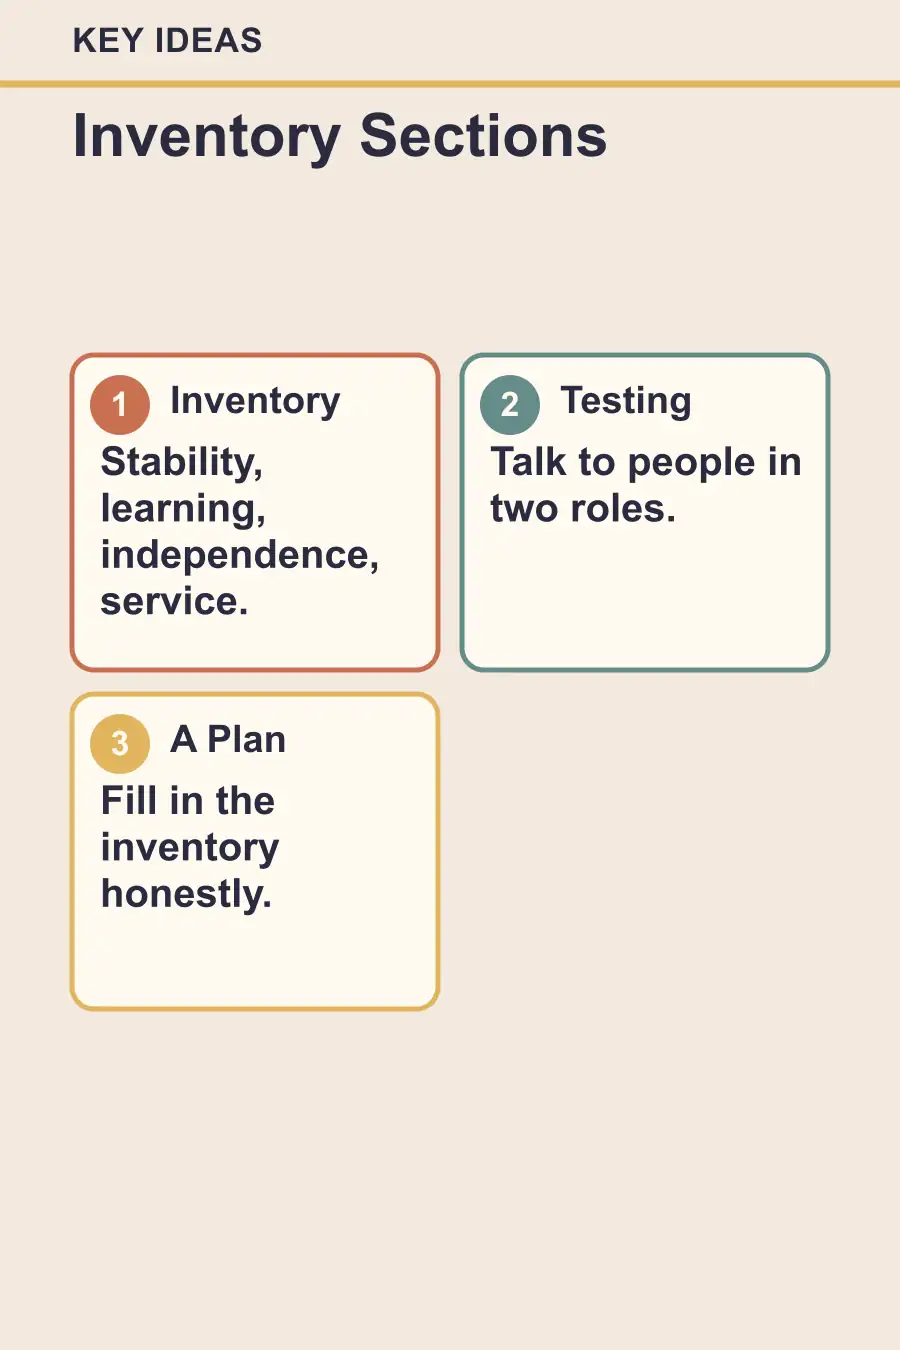 KEY IDEAS
Inventory Sections
1
Inventory
Stability,
learning,
independence,
service.
2
Testing
Talk to people in
two roles.
3
A Plan
Fill in the
inventory
honestly.